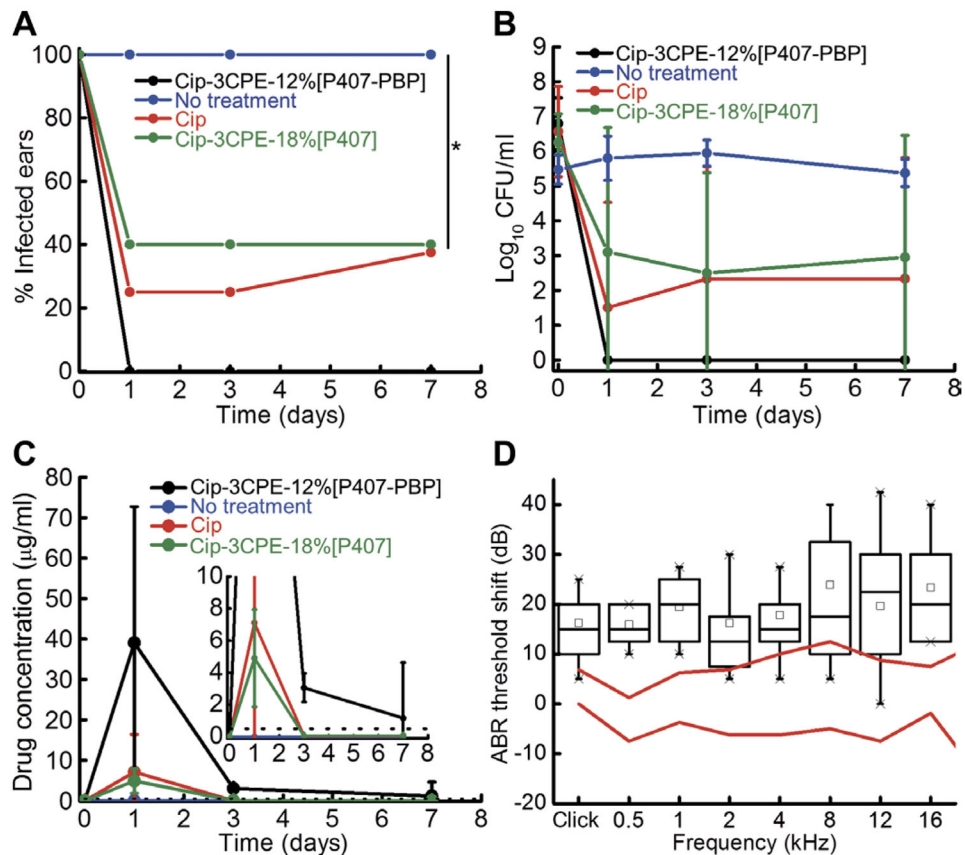 A
100
80
60
40
20
0
% Infected ears
Cip-3CPE-12%[P407-PBP]
No treatment
Cip
Cip-3CPE-18%[P407]
*
0 1 2 3 4 5 6 7 8
Time (days)
B
9
8
7
6
5
4
3
2
1
0
Log10 CFU/ml
Cip-3CPE-12%[P407-PBP]
No treatment
Cip
Cip-3CPE-18%[P407]
0 1 2 3 4 5 6 7 8
Time (days)
C
80
70
60
50
40
30
20
10
0
Drug concentration (μg/ml)
Cip-3CPE-12%[P407-PBP]
No treatment
Cip
Cip-3CPE-18%[P407]
10
8
6
4
2
0
0 1 2 3 4 5 6 7 8
0 1 2 3 4 5 6 7 8
Time (days)
D
40
30
20
10
0
-10
-20
ABR threshold shift (dB)
Click 0.5 1 2 4 8 12 16
Frequency (kHz)